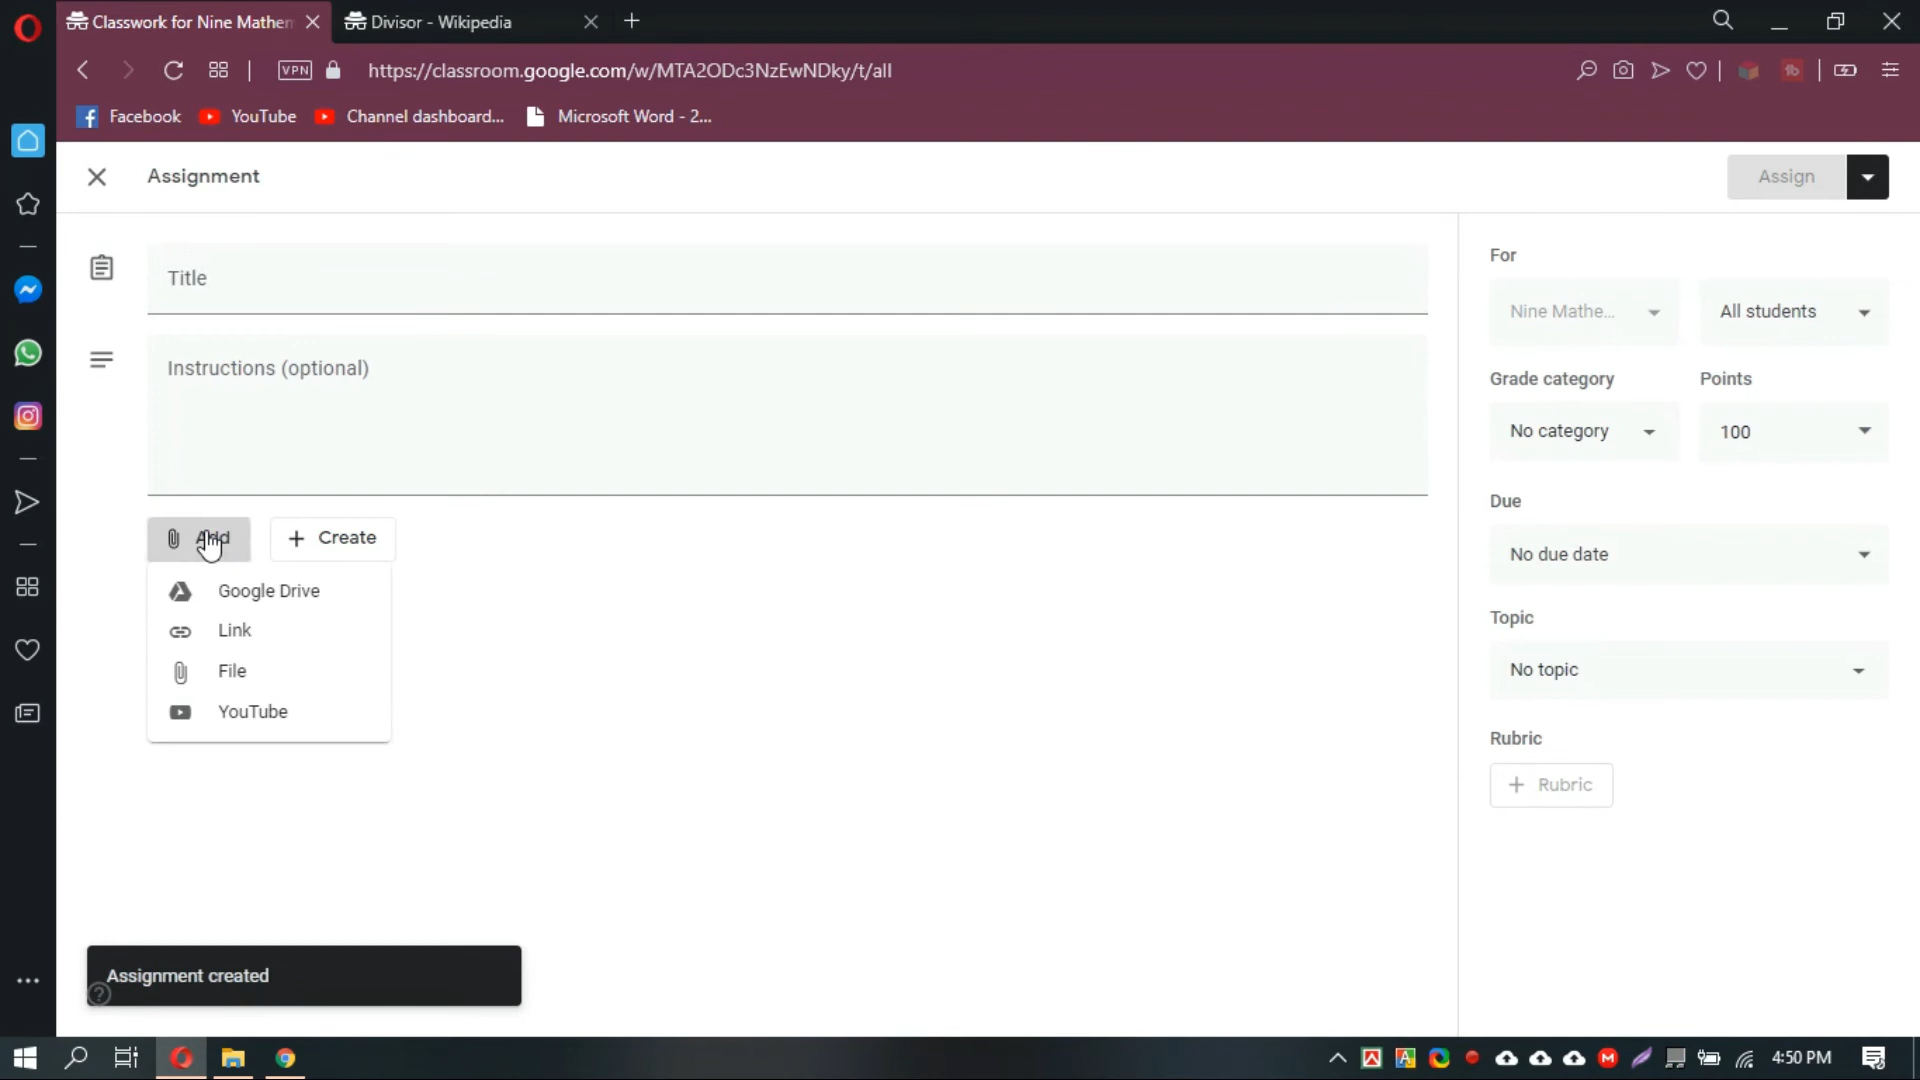 Classwork for Nine Mathem
Divisor - Wikipedia
VPN
https://classroom.google.com/w/MTA2ODc3NzEwNDky/t/all
Facebook
YouTube
Channel dashboard...
Microsoft Word - 2...
Assignment
Assign
Title
For
Nine Mathe...
All students
Instructions (optional)
Grade category
Points
No category
100
Due
Add
Create
No due date
Google Drive
Link
File
YouTube
Topic
No topic
Rubric
Rubric
Assignment created
4:50 PM